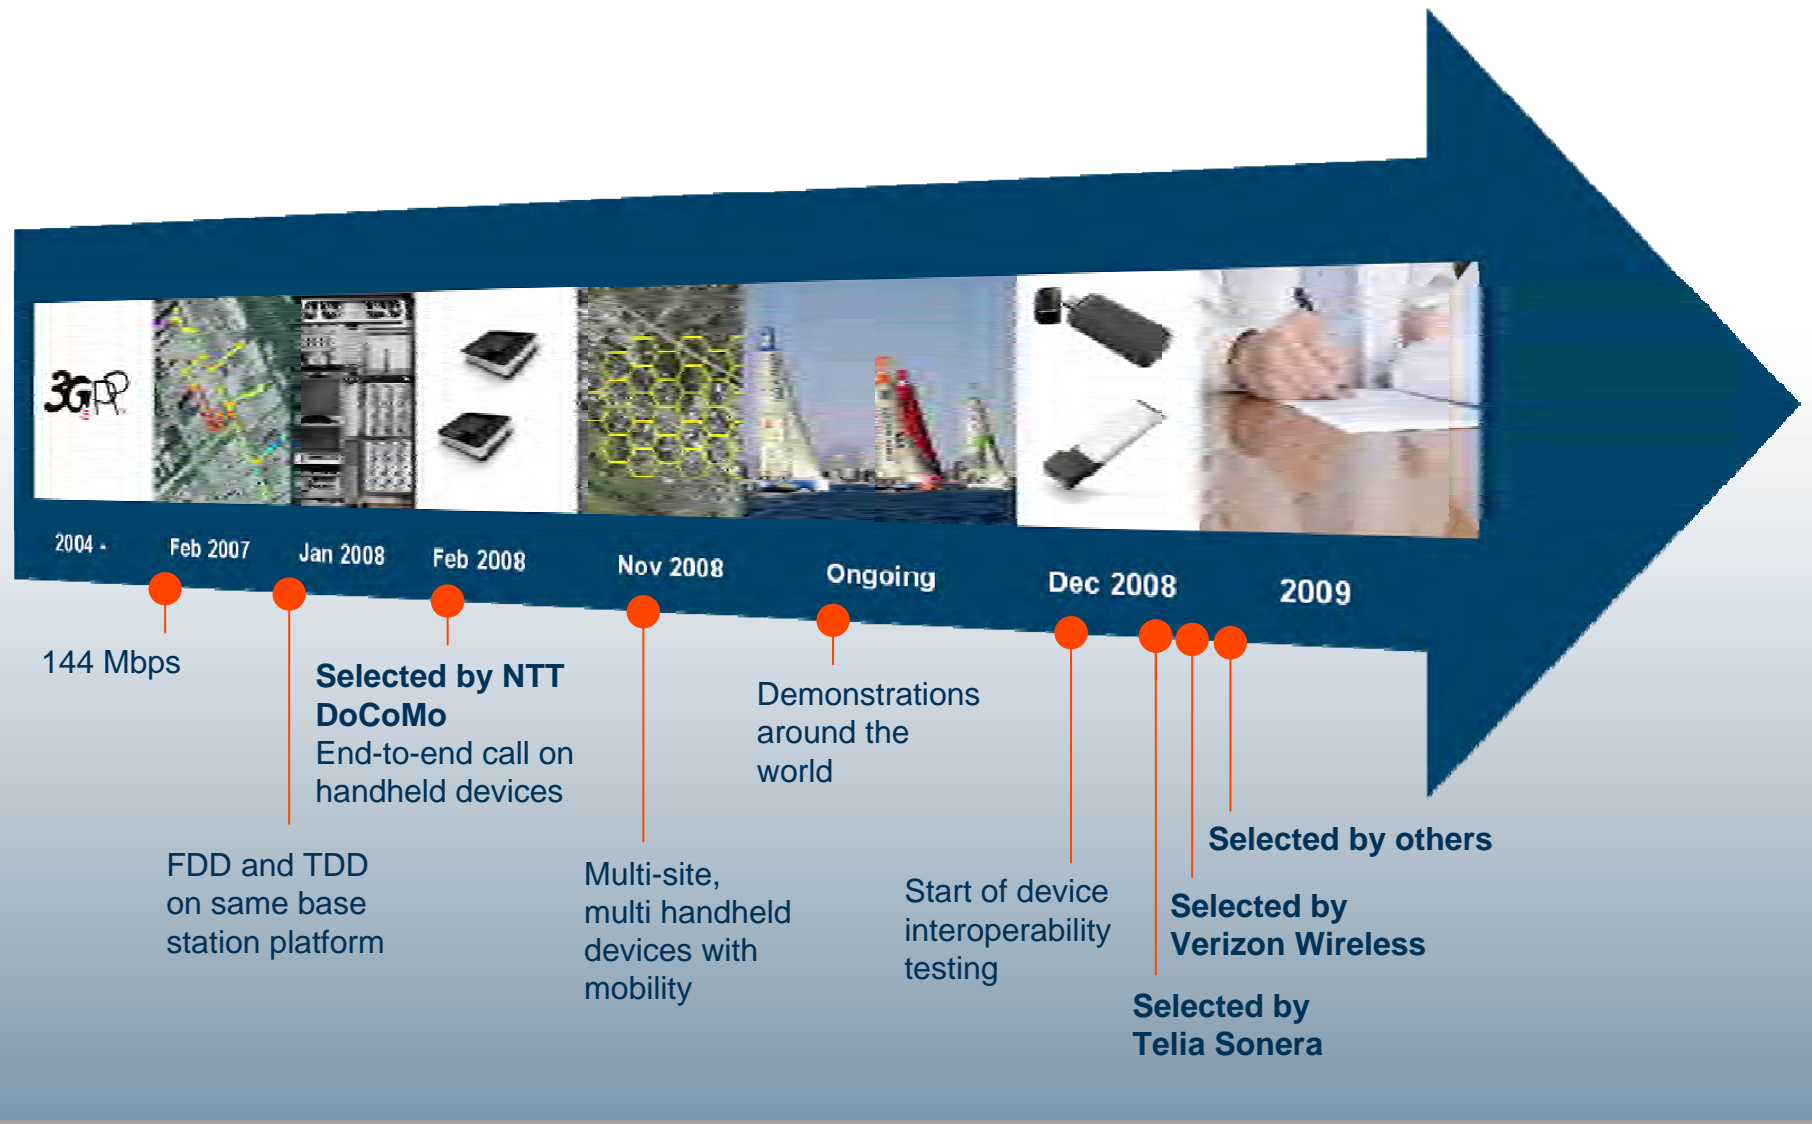 3GPP
2004 -
Feb 2007
Jan 2008
Feb 2008
Nov 2008
Ongoing
Dec 2008
2009
144 Mbps
FDD and TDD
on same base
station platform
Selected by NTT
DoCoMo
End-to-end call on
handheld devices
Multi-site,
multi handheld
devices with
mobility
Demonstrations
around the
world
Start of device
interoperability
testing
Selected by
Telia Sonera
Selected by
Verizon Wireless
Selected by others